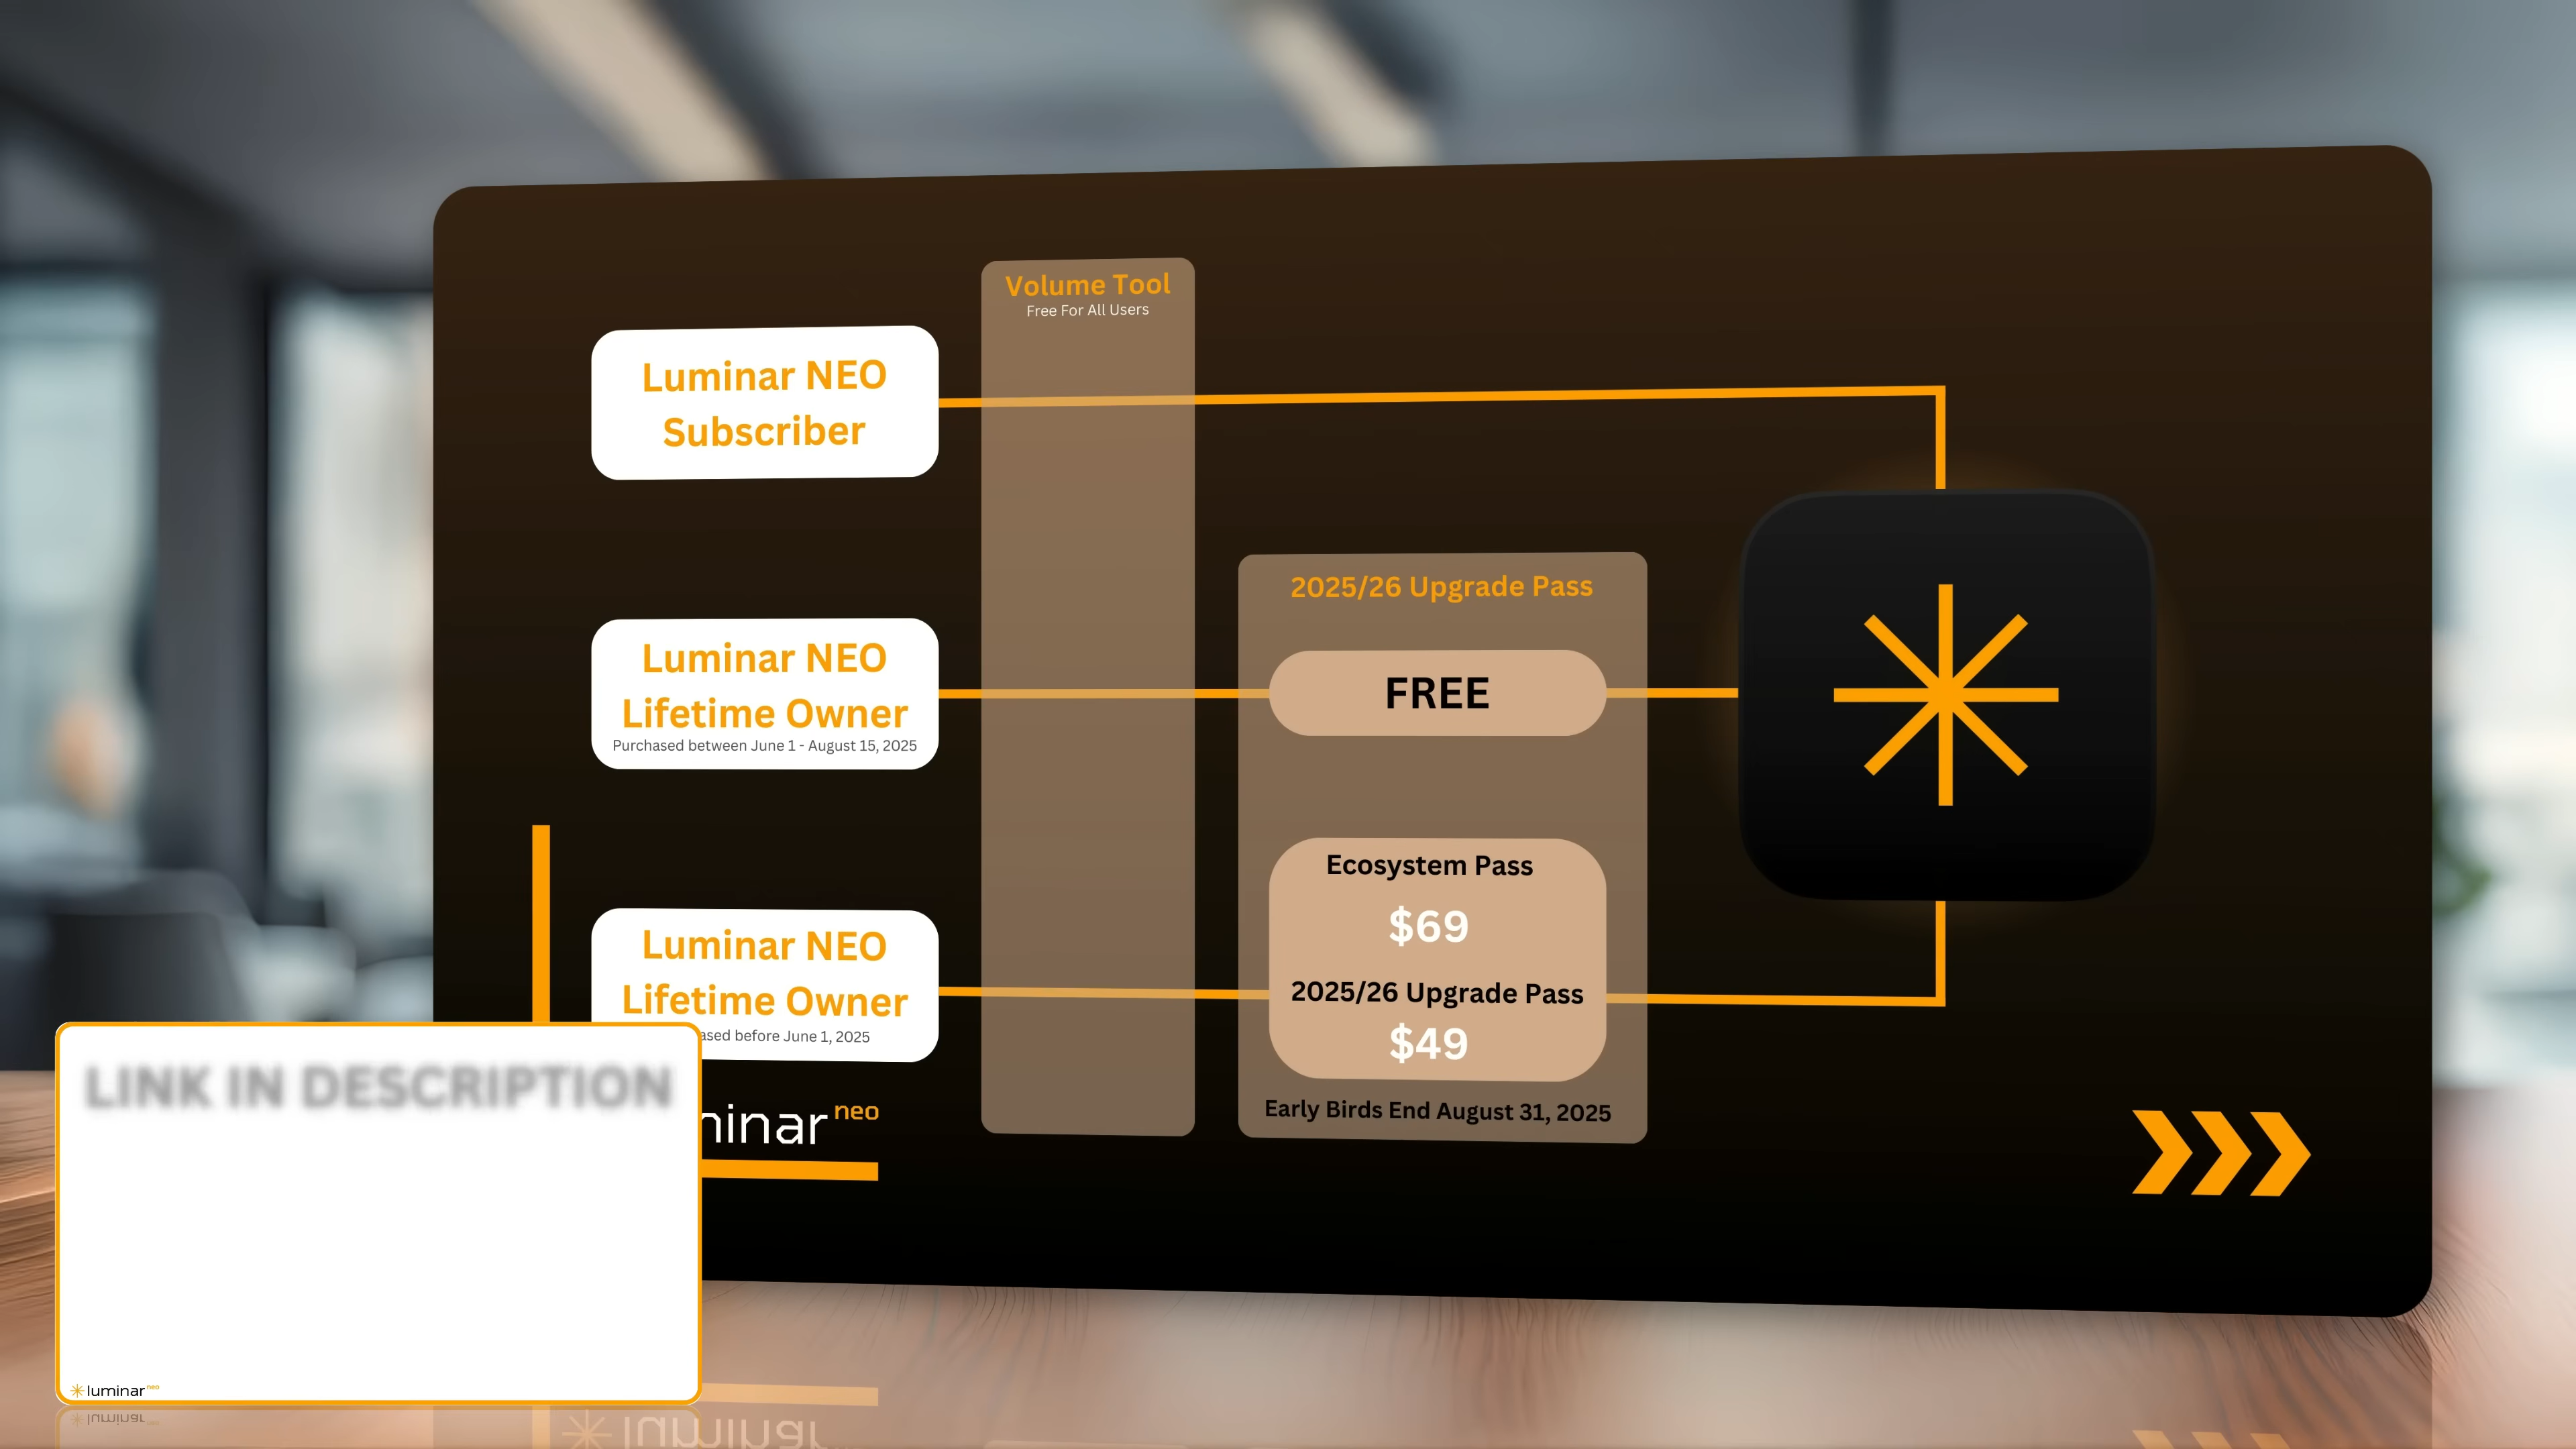 Volume Tool
Free For All Users
Luminar NEO
Subscriber
2025/26 Upgrade Pass
Luminar NEO
Lifetime Owner
Purchased between June 1 - August 15, 2025
FREE
Luminar NEO
Lifetime Owner
before June 1, 2025
Ecosystem Pass
$69
2025/26 Upgrade Pass
$49
Early Birds End August 31, 2025
LINK IN DESCRIPTION
neo
luminar neo